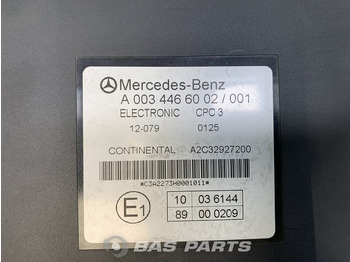 Mercedes-Benz
A 003 446 60 02 / 001
ELECTRONIC CPC 3
12-079 0125
CONTINENTAL A2C32927200
*C3A2273H0001011*
E1
10 03 6144
89 00 0209
BAS PARTS